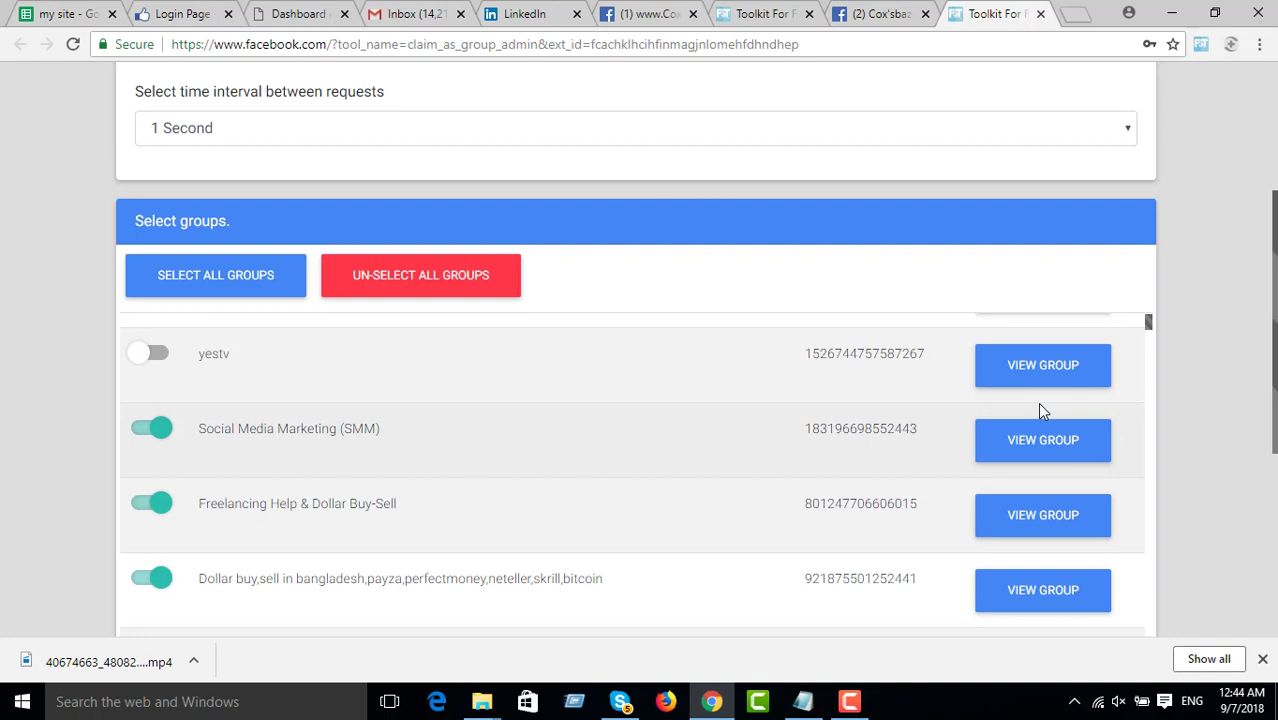 my site - Go
Login Page
Dashboard
Inbox (14,21
LinkedIn
(1) www.Cox
Toolkit For F
(2) Cox'sbaz
Toolkit For F
Secure
https://www.facebook.com/?tool_name=claim_as_group_admin&ext_id=fcachklhcihfinmagjnlomehfdhndhep
Select time interval between requests
1 Second
Select groups.
SELECT ALL GROUPS
UN-SELECT ALL GROUPS
yestv 1526744757587267 VIEW GROUP
Social Media Marketing (SMM) 183196698552443 VIEW GROUP
Freelancing Help & Dollar Buy-Sell 801247706606015 VIEW GROUP
Dollar buy,sell in bangladesh,payza,perfectmoney,neteller,skrill,bitcoin 921875501252441 VIEW GROUP
40674663_48082....mp4
Show all
Search the web and Windows
ENG
12:44 AM
9/7/2018